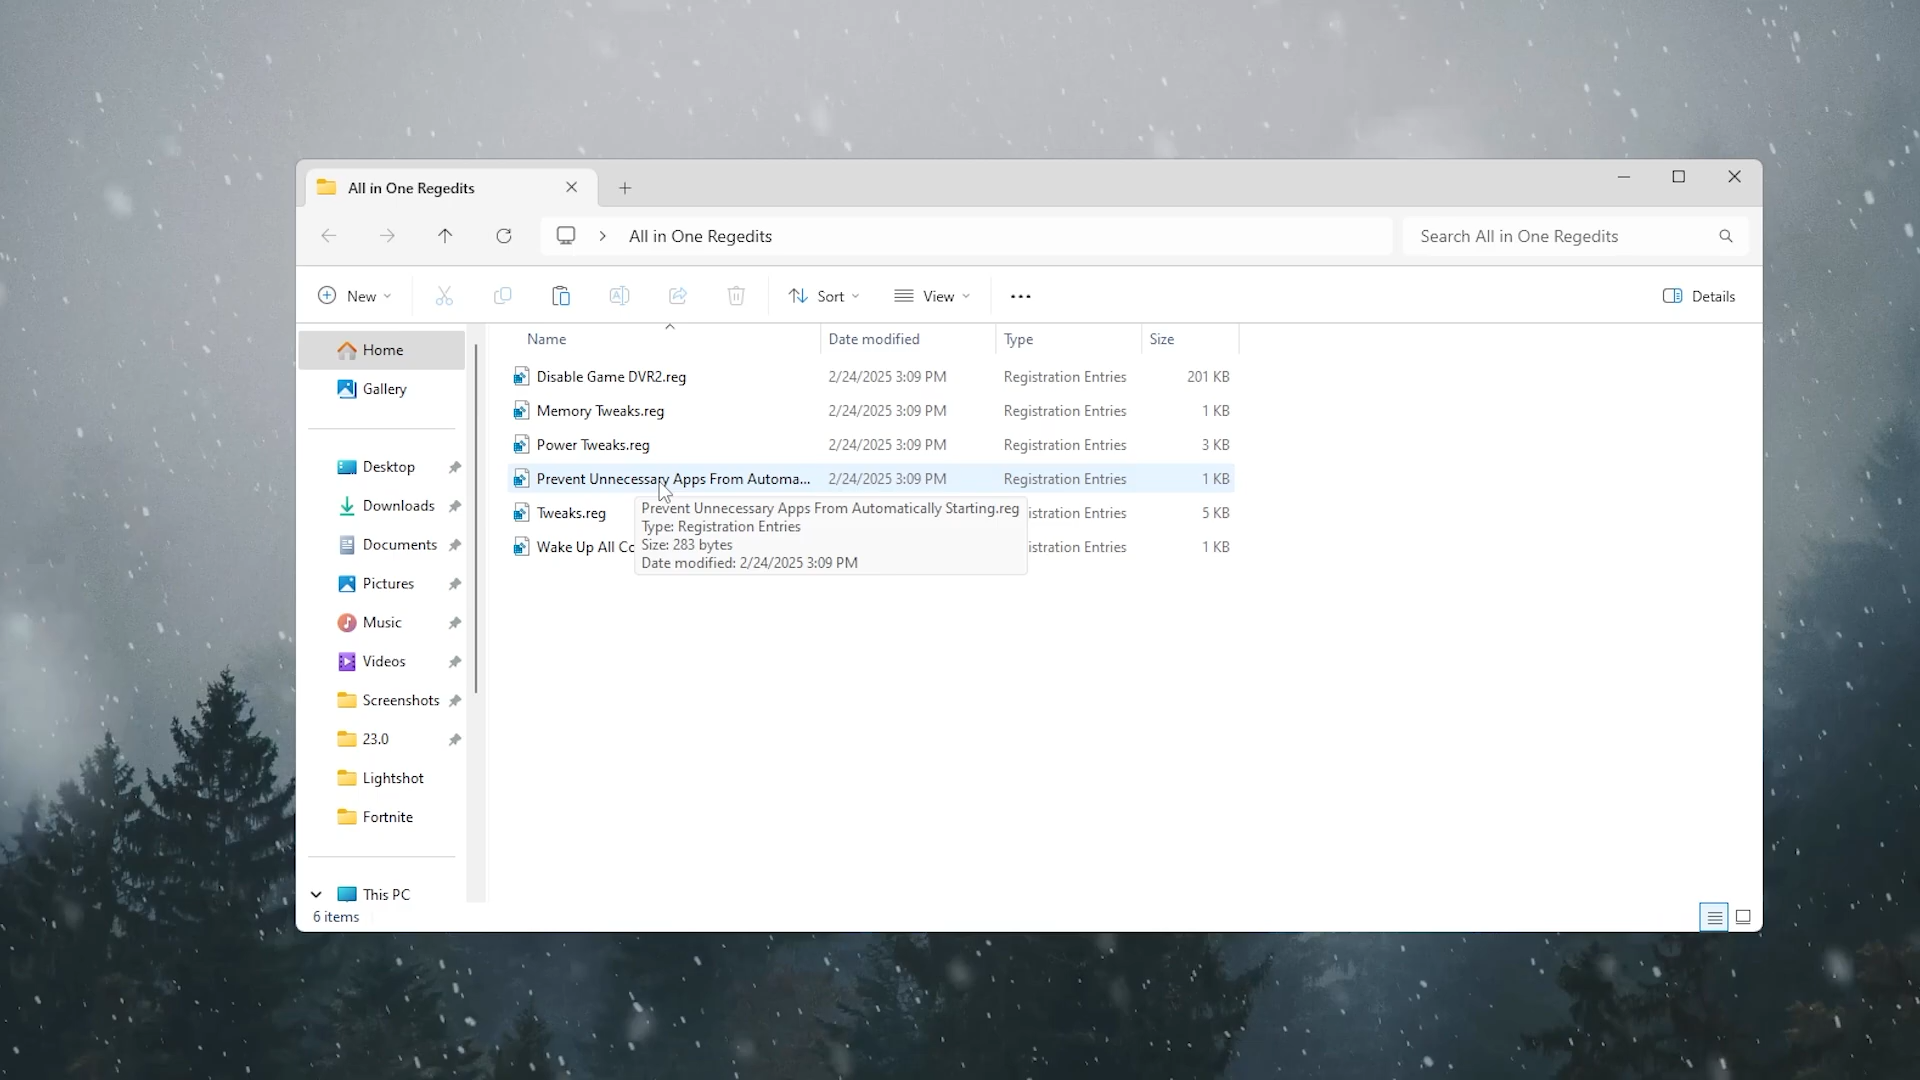 All in One Regedits
All in One Regedits
Search All in One Regedits
New
Sort
View
Details
Home
Gallery
Desktop
Downloads
Documents
Pictures
Music
Videos
Screenshots
23.0
Lightshot
Fortnite
This PC
Name Date modified Type Size
Disable Game DVR2.reg 2/24/2025 3:09 PM Registration Entries 201 KB
Memory Tweaks.reg 2/24/2025 3:09 PM Registration Entries 1 KB
Power Tweaks.reg 2/24/2025 3:09 PM Registration Entries 3 KB
Prevent Unnecessary Apps From Automa... 2/24/2025 3:09 PM Registration Entries 1 KB
Tweaks.reg istration Entries 5 KB
Wake Up All Co istration Entries 1 KB
Prevent Unnecessary Apps From Automatically Starting.reg
Type: Registration Entries
Size: 283 bytes
Date modified: 2/24/2025 3:09 PM
6 items